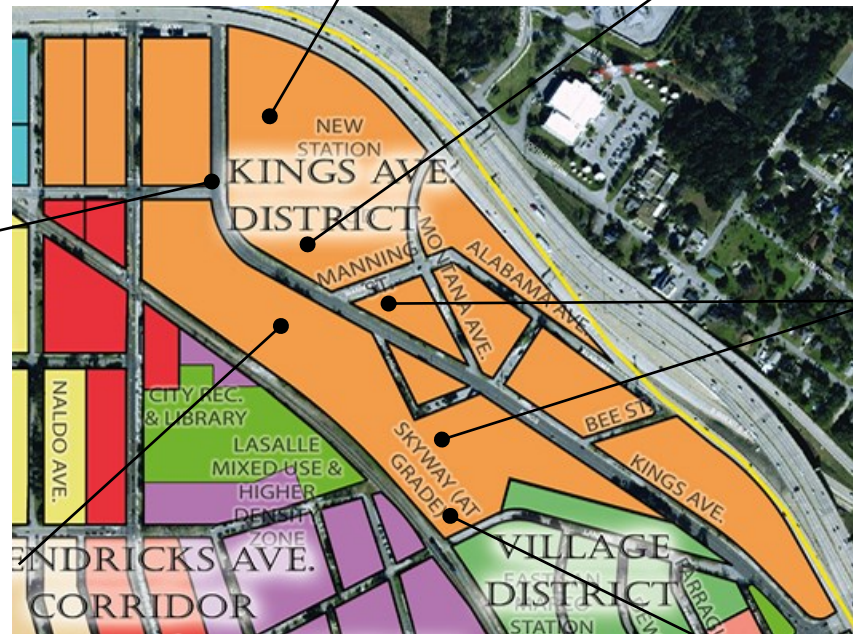 NEW
STATION
KINGS AVE.
DISTRICT
MANNING
ST.
MONTANA AVE.
ALABAMA AVE.
NALDO AVE.
CITY REC.
& LIBRARY
LASALLE
MIXED USE &
HIGHER
DENSITY
ZONE
SKYWAY (AT
GRADE)
BEE ST.
KINGS AVE.
ENDRICKS AVE.
CORRIDOR
VILLAGE
DISTRICT
STATION